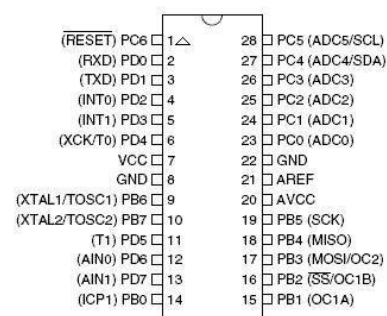 (RESET) PC6 1 28 PC5 (ADC5/SCL)
(RXD) PD0 2 27 PC4 (ADC4/SDA)
(TXD) PD1 3 26 PC3 (ADC3)
(INT0) PD2 4 25 PC2 (ADC2)
(INT1) PD3 5 24 PC1 (ADC1)
(XCK/T0) PD4 6 23 PC0 (ADC0)
VCC 7 22 GND
GND 8 21 AREF
(XTAL1/TOSC1) PB6 9 20 AVCC
(XTAL2/TOSC2) PB7 10 19 PB5 (SCK)
(T1) PD5 11 18 PB4 (MISO)
(AIN0) PD6 12 17 PB3 (MOSI/OC2)
(AIN1) PD7 13 16 PB2 (SS/OC1B)
(ICP1) PB0 14 15 PB1 (OC1A)